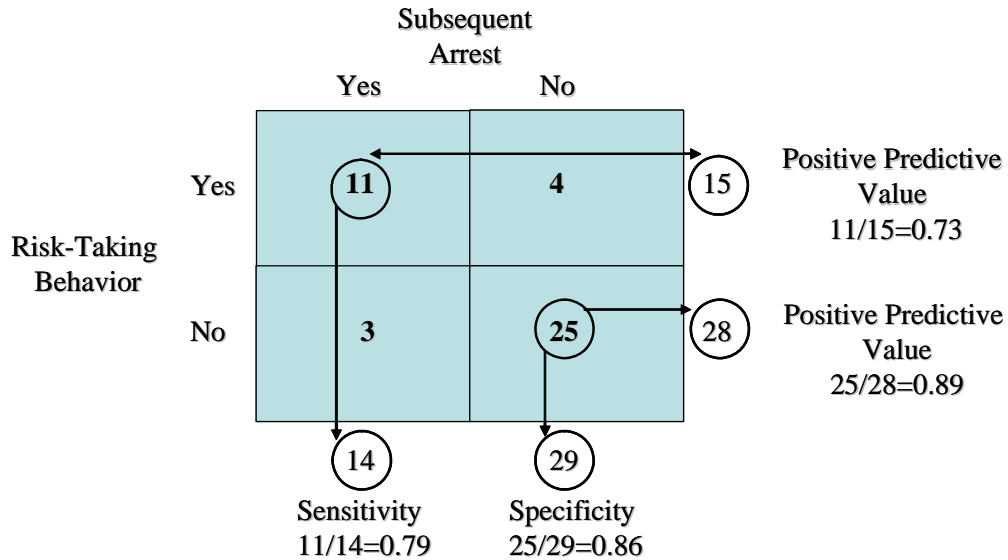 Subsequent
Arrest
Yes No
Yes 11 4 15
Positive Predictive
Value
11/15=0.73
Risk-Taking
Behavior
No 3 25 28
Positive Predictive
Value
25/28=0.89
14 29
Sensitivity
11/14=0.79
Specificity
25/29=0.86